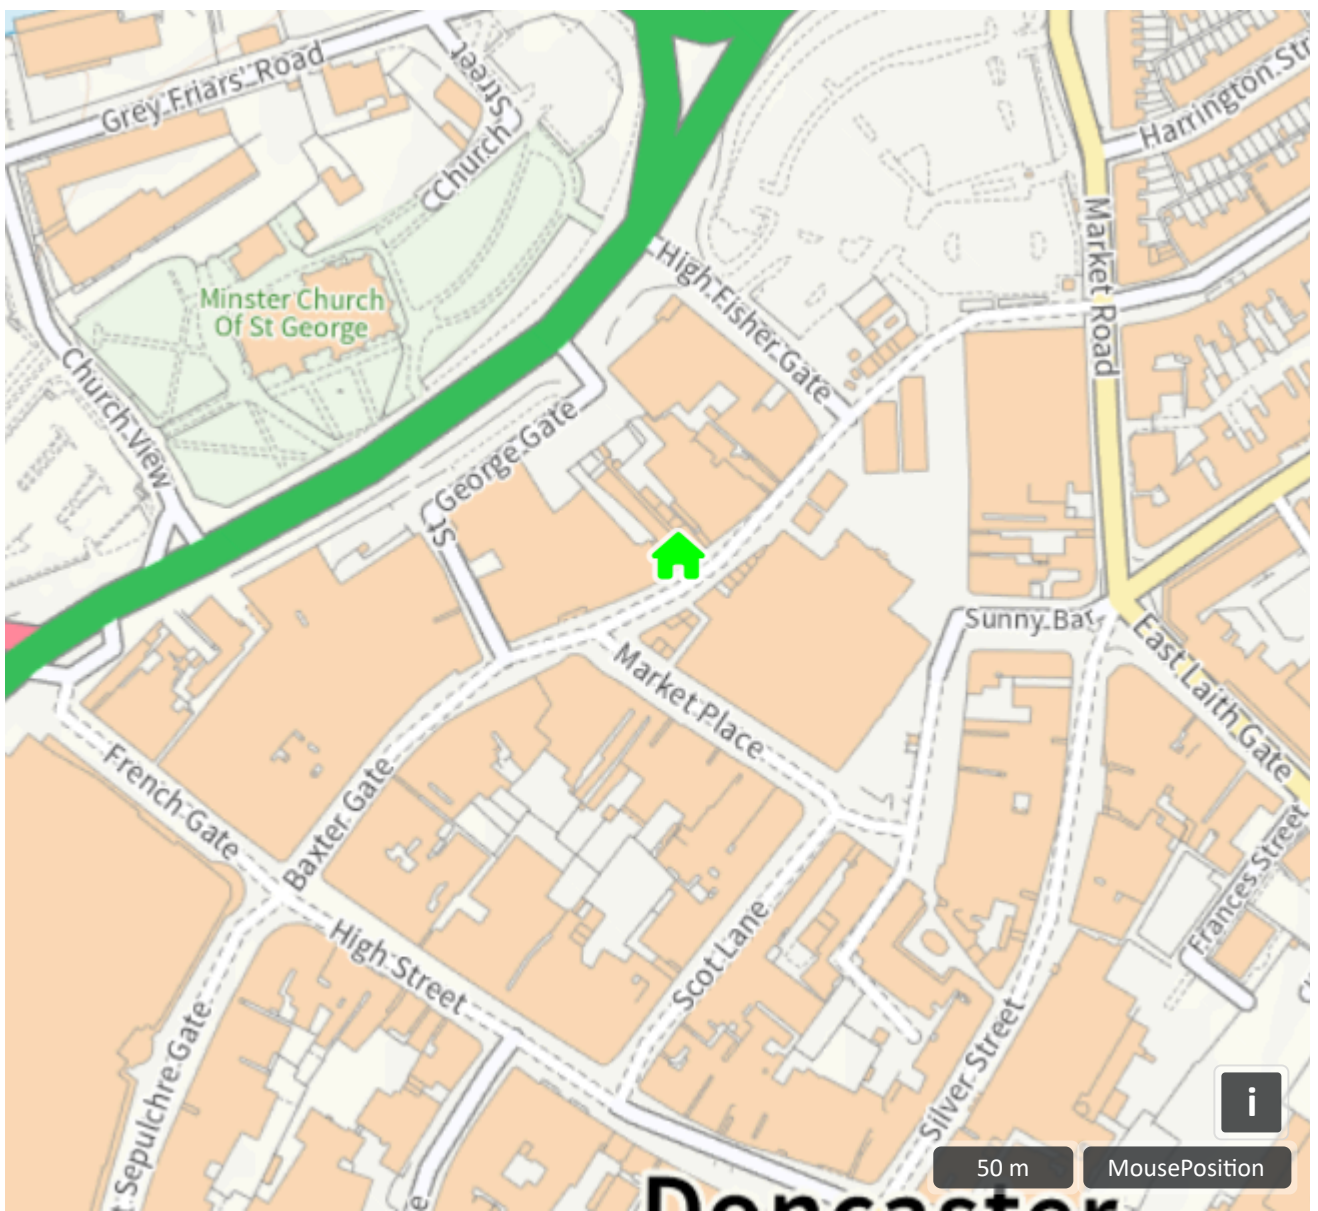 Grey Friars' Road
Church Street
Harrington Str
Minster Church
Of St George
High Fisher Gate
Market Road
Church View
St George Gate
Sunny Bar
East Laith Gate
Market Place
French Gate
Baxter Gate
Frances Street
High Street
Scot Lane
Silver Street
t Sepulchre Gate
i
50 m
MousePosition
Doncaster